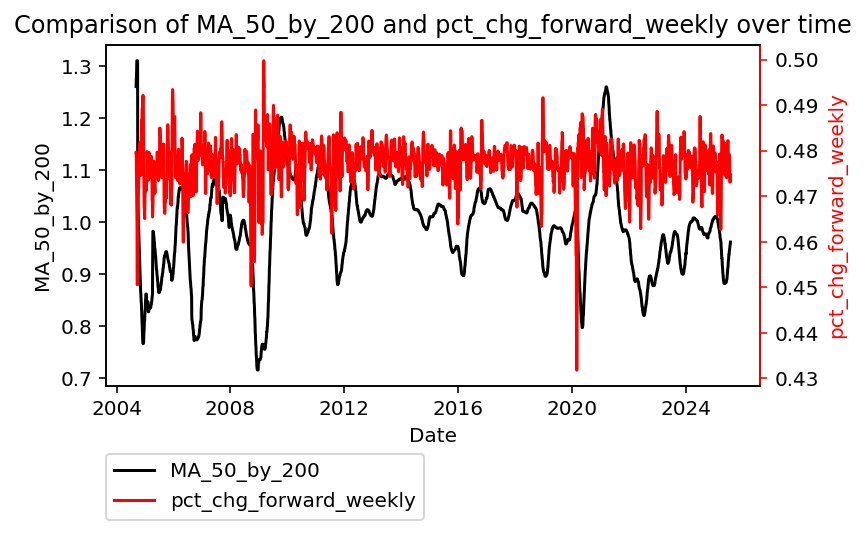 Comparison of MA_50_by_200 and pct_chg_forward_weekly over time
1.3
1.2
1.1
1.0
0.9
0.8
0.7
MA_50_by_200
0.50
0.49
0.48
0.47
0.46
0.45
0.44
0.43
pct_chg_forward_weekly
2004 2008 2012 2016 2020 2024
Date
MA_50_by_200
pct_chg_forward_weekly